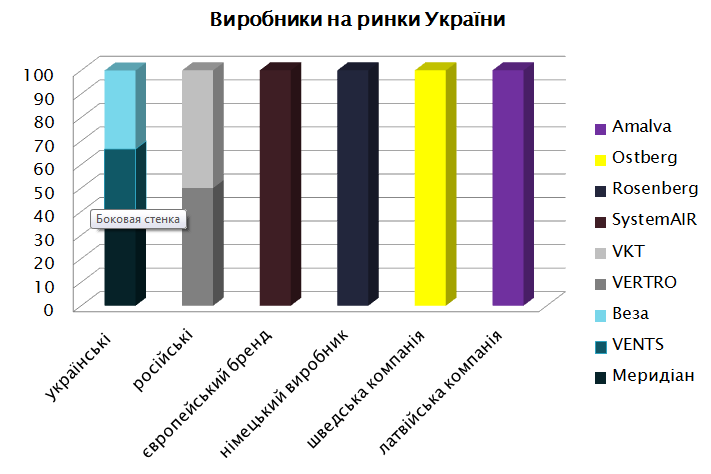 Виробники на ринки України
100
90
80
70
60
50
40
30
20
10
0
Боковая стенка
українські
російські
європейський бренд
німецький виробник
шведська компанія
латвійська компанія
Amalva
Ostberg
Rosenberg
SystemAIR
VKT
VERTRO
Веза
VENTS
Меридіан